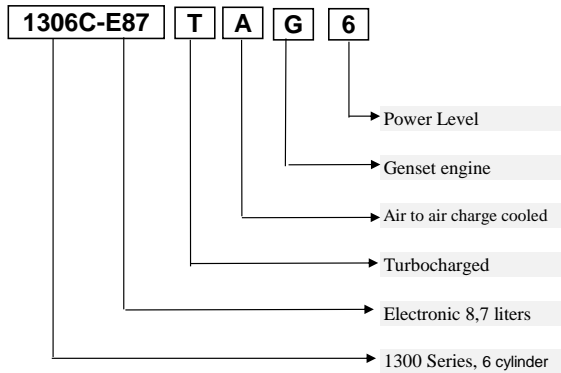 1306C-E87 T A G 6
Power Level
Genset engine
Air to air charge cooled
Turbocharged
Electronic 8,7 liters
1300 Series, 6 cylinder